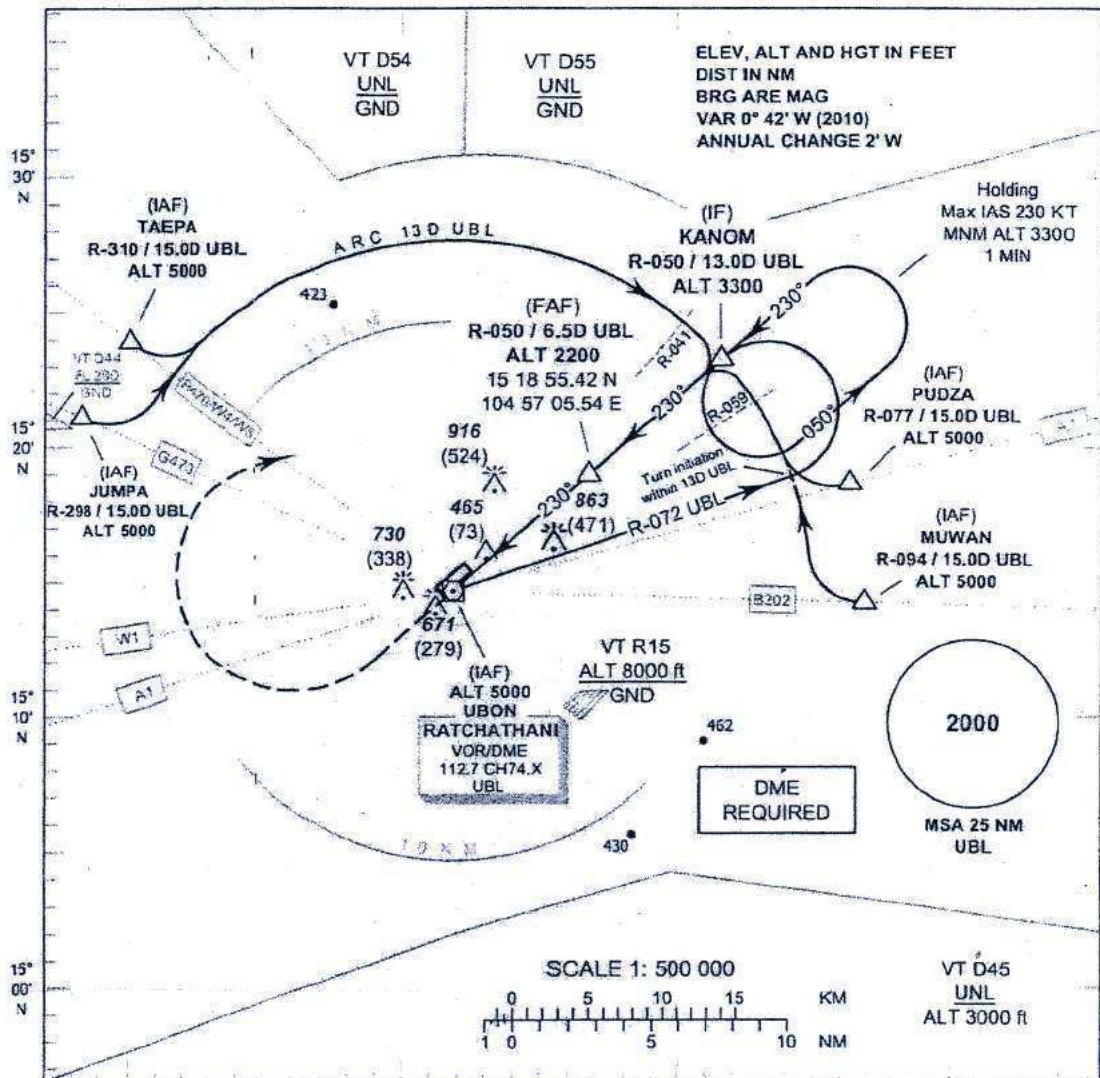 VT D54
UNL
GND
VT D55
UNL
GND
ELEV, ALT AND HGT IN FEET
DIST IN NM
BRG ARE MAG
VAR 0° 42' W (2010)
ANNUAL CHANGE 2' W
15°
30'
N
(IAF)
TAEPA
R-310 / 15.0D UBL
ALT 5000
ARC 13D UBL
(IF)
KANOM
R-050 / 13.0D UBL
ALT 3300
Holding
Max IAS 230 KT
MNM ALT 3300
1 MIN
423
(FAF)
R-050 / 6.5D UBL
ALT 2200
15 18 55.42 N
104 57 05.54 E
R-041
230°
230°
R-059
050°
VT D44
FL 280
GND
(IAF)
PUDZA
R-077 / 15.0D UBL
ALT 5000
A1
15°
20'
N
G473
(IAF)
JUMPA
R-298 / 15.0D UBL
ALT 5000
916
(524)
465
(73)
230°
863
(471)
Turn initiation
within 13D UBL
R-072 UBL
730
(338)
(IAF)
MUWAN
R-094 / 15.0D UBL
ALT 5000
B202
W1
A1
671
(279)
VT R15
ALT 8000 ft
GND
(IAF)
ALT 5000
UBON
RATCHATHANI
VOR/DME
112.7 CH74.X
UBL
15°
10'
N
462
2000
DME
REQUIRED
MSA 25 NM
UBL
10 NM
430
SCALE 1: 500 000
0 5 10 15 KM
1 0 5 10 NM
VT D45
UNL
ALT 3000 ft
15°
00'
N